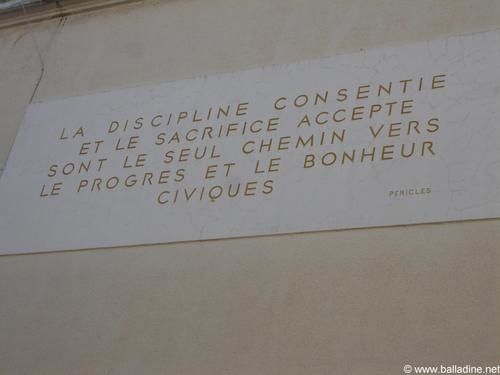 LA DISCIPLINE CONSENTIE
ET LE SACRIFICE ACCEPTE
SONT LE SEUL CHEMIN VERS
LE PROGRES ET LE BONHEUR
CIVIQUES
PERICLES
© www.balladine.net